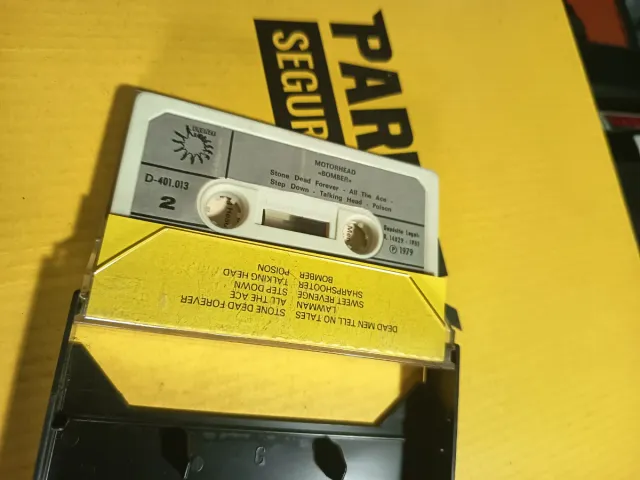 PAR
SEGUR
D-401.013
2
MOTORHEAD
«BOMBER»
Stone Dead Forever - All The Ace -
Step Down - Talking Head - Poison
Depósito Legal:
℗ 1979
DEAD MEN TELL NO TALES
LAWMAN
SWEET REVENGE
SHARPSHOOTER
BOMBER
STONE DEAD FOREVER
ALL THE ACE
STEP DOWN
TALKING HEAD
POISON